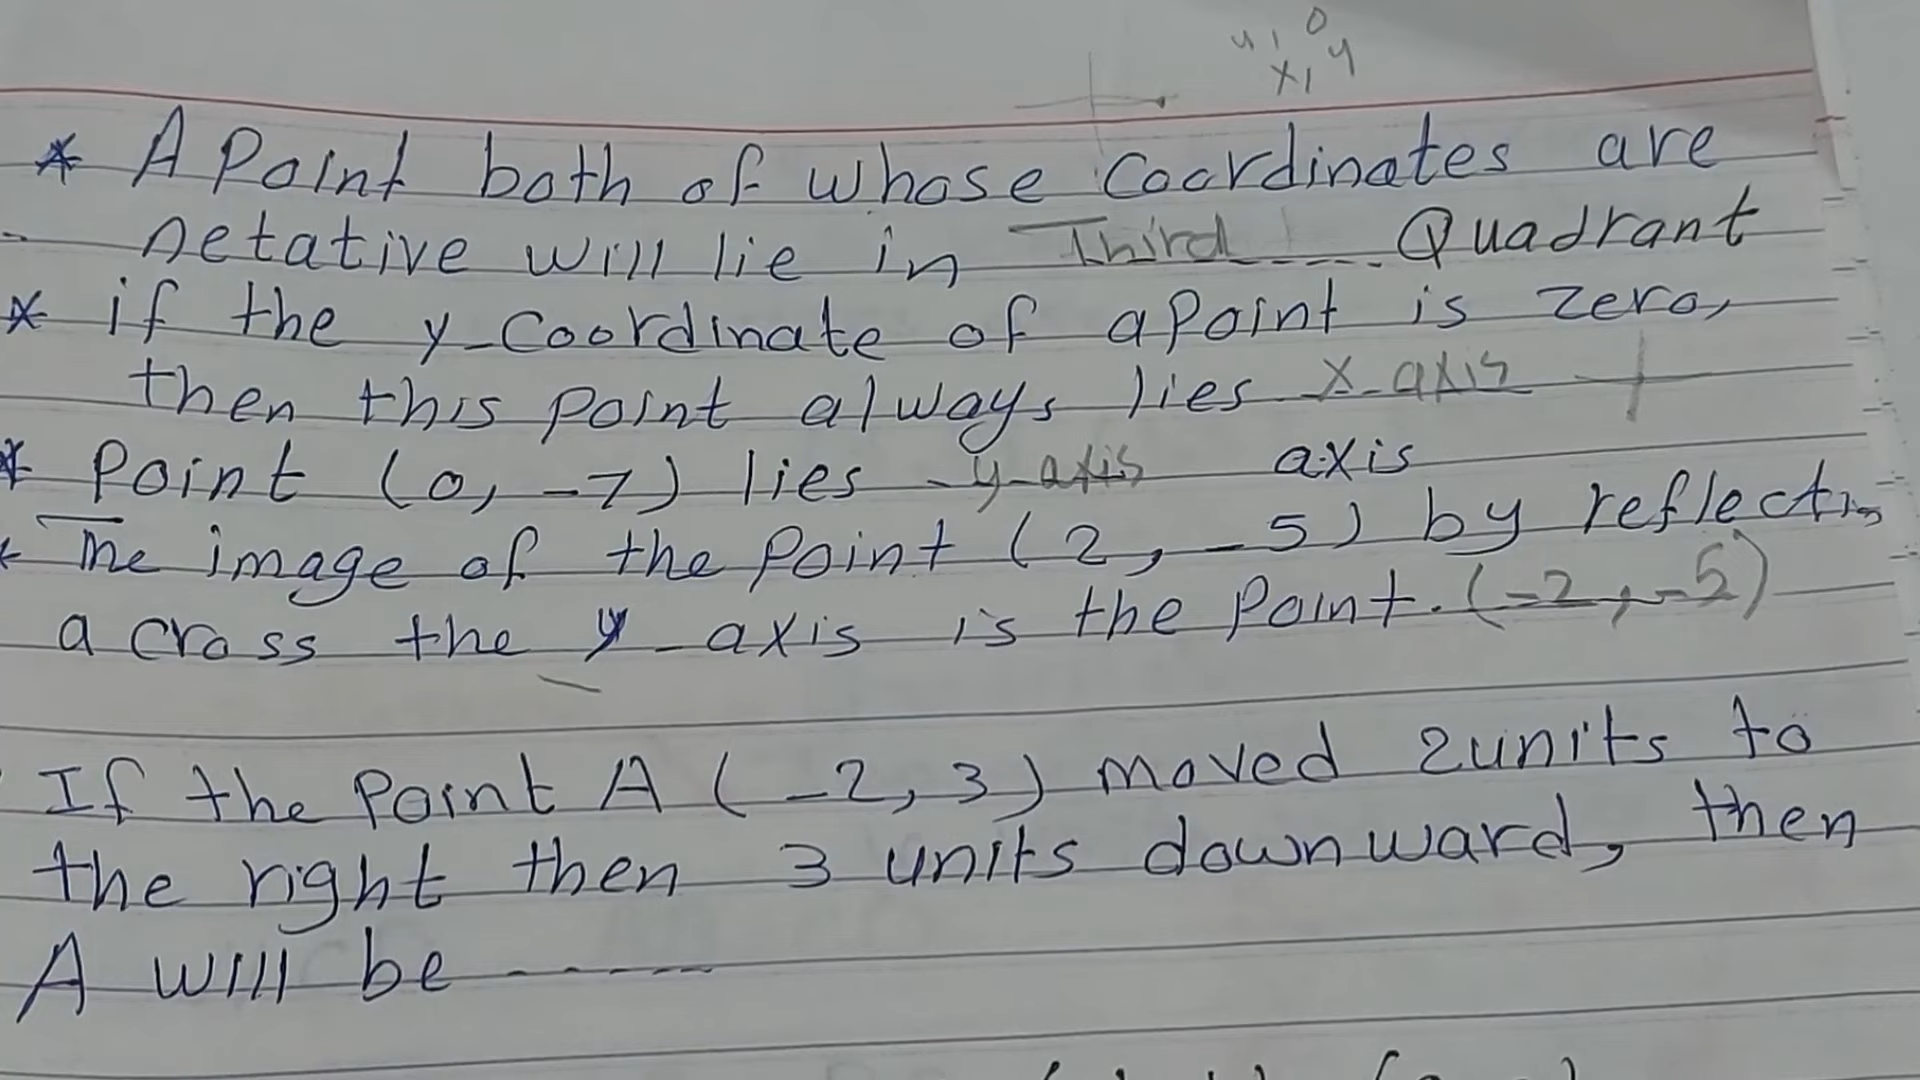 * A Point both of whose coordinates are
netative will lie in Third Quadrant
* if the y-coordinate of a Point is zero,
then this point always lies x-axis
* Point (0, -7) lies y-axis axis
* The image of the Point (2, -5) by reflectin
a cross the y-axis is the Point. (-2, -5)
If the Point A (-2, 3) moved 2units to
the right then 3 units downward, then
A will be -----